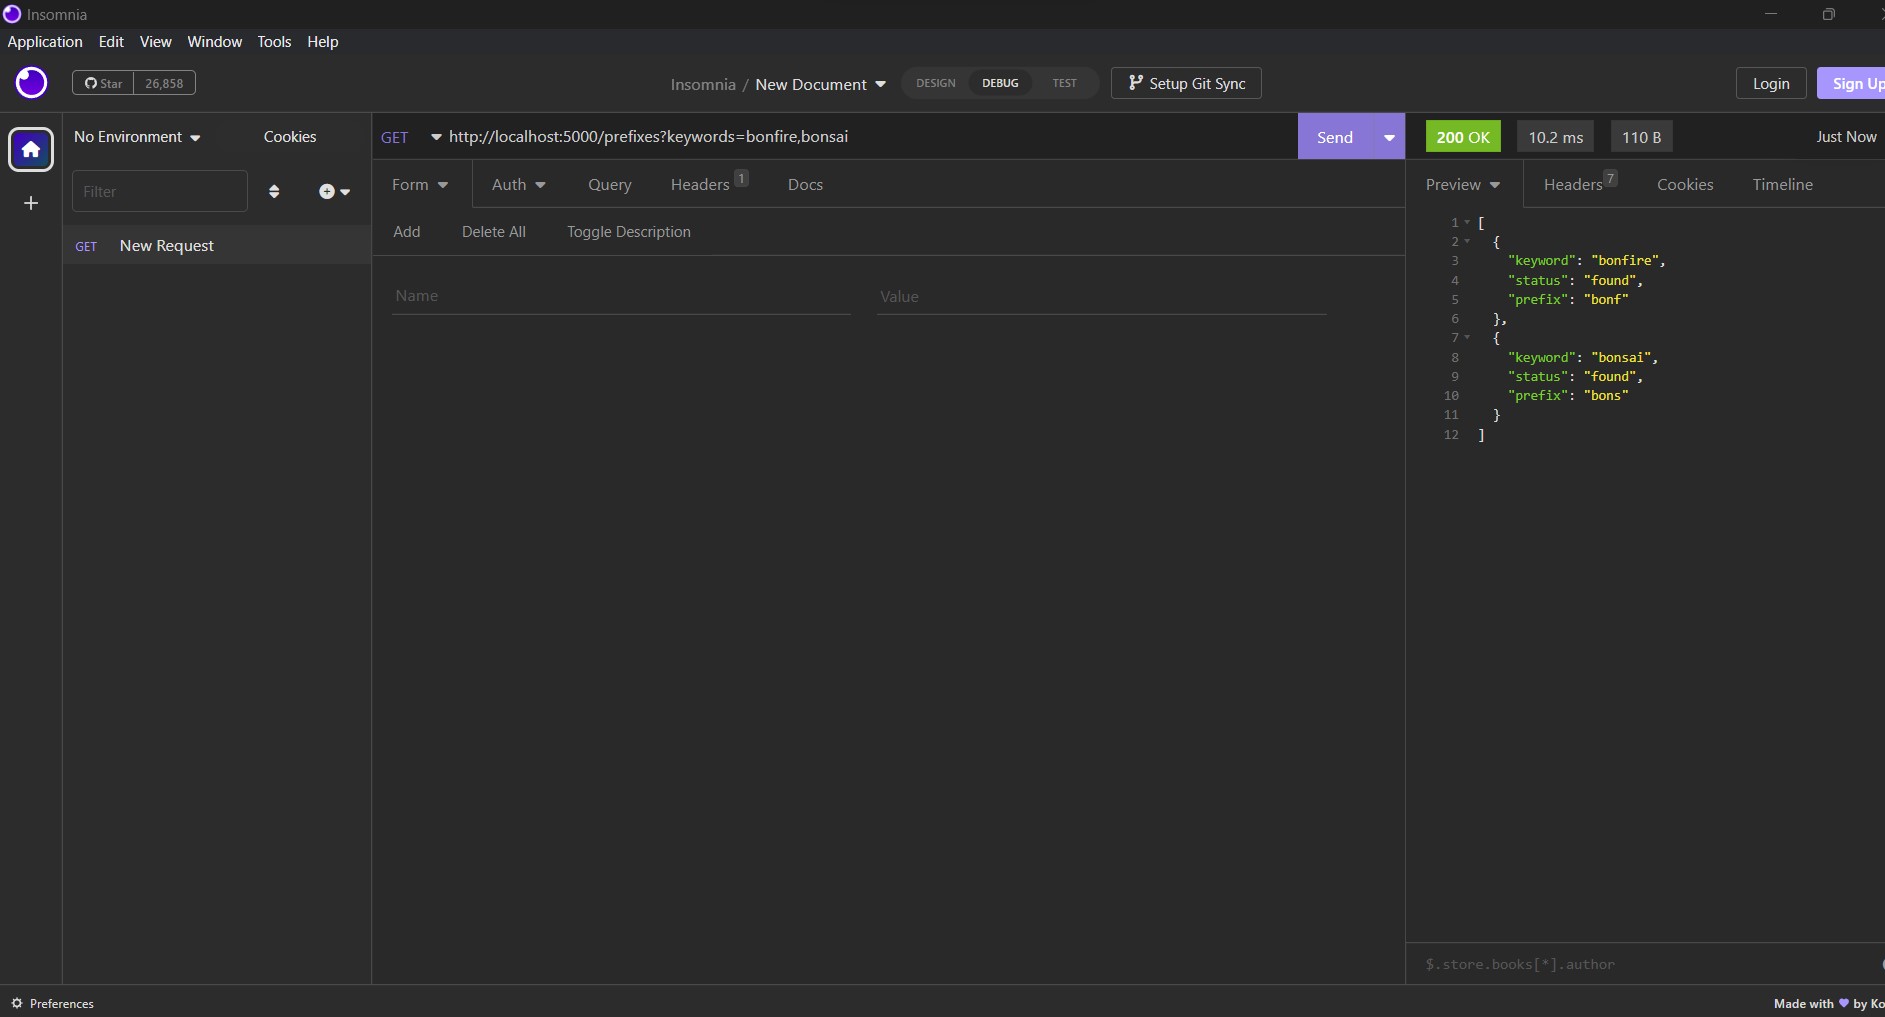 Insomnia
Application Edit View Window Tools Help
Star 26,858
Insomnia / New Document
DESIGN DEBUG TEST
Setup Git Sync
Login
Sign Up
No Environment
Cookies
Filter
GET New Request
GET http://localhost:5000/prefixes?keywords=bonfire,bonsai
Send
Form Auth Query Headers 1 Docs
Add Delete All Toggle Description
Name Value
200 OK 10.2 ms 110 B Just Now
Preview Headers 7 Cookies Timeline
1 [
2 {
3 "keyword": "bonfire",
4 "status": "found",
5 "prefix": "bonf"
6 },
7 {
8 "keyword": "bonsai",
9 "status": "found",
10 "prefix": "bons"
11 }
12 ]
$.store.books[*].author
Preferences
Made with 💜 by Ko